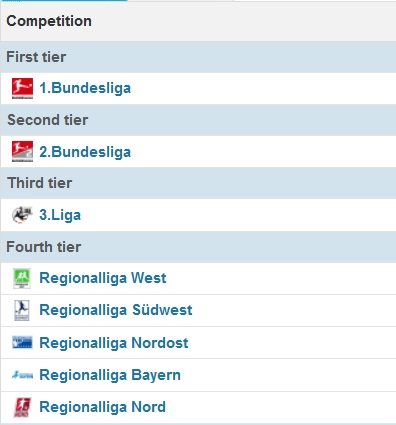 Competition
First tier
1.Bundesliga
Second tier
2.Bundesliga
Third tier
3.Liga
Fourth tier
Regionalliga West
Regionalliga Südwest
Regionalliga Nordost
Regionalliga Bayern
Regionalliga Nord